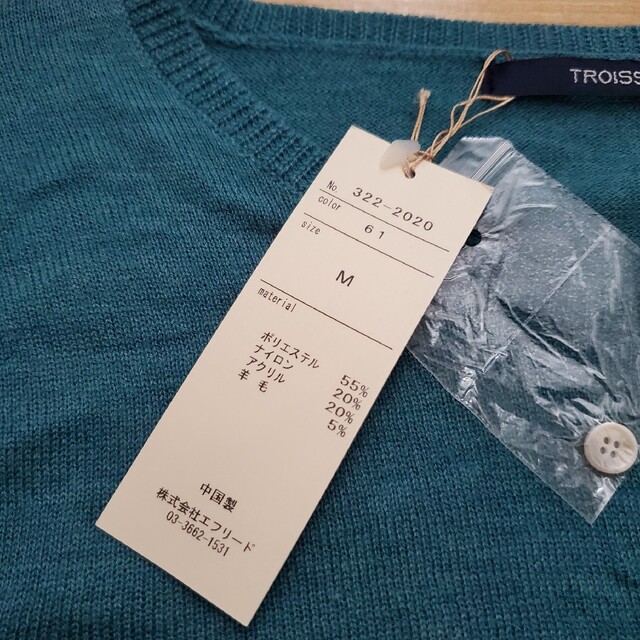 TROISS
No. 322-2020
color 61
size
M
material
ポリエステル 55%
ナイロン 20%
アクリル 20%
羊毛 5%
中国製
株式会社エフリード
03-3662-1531